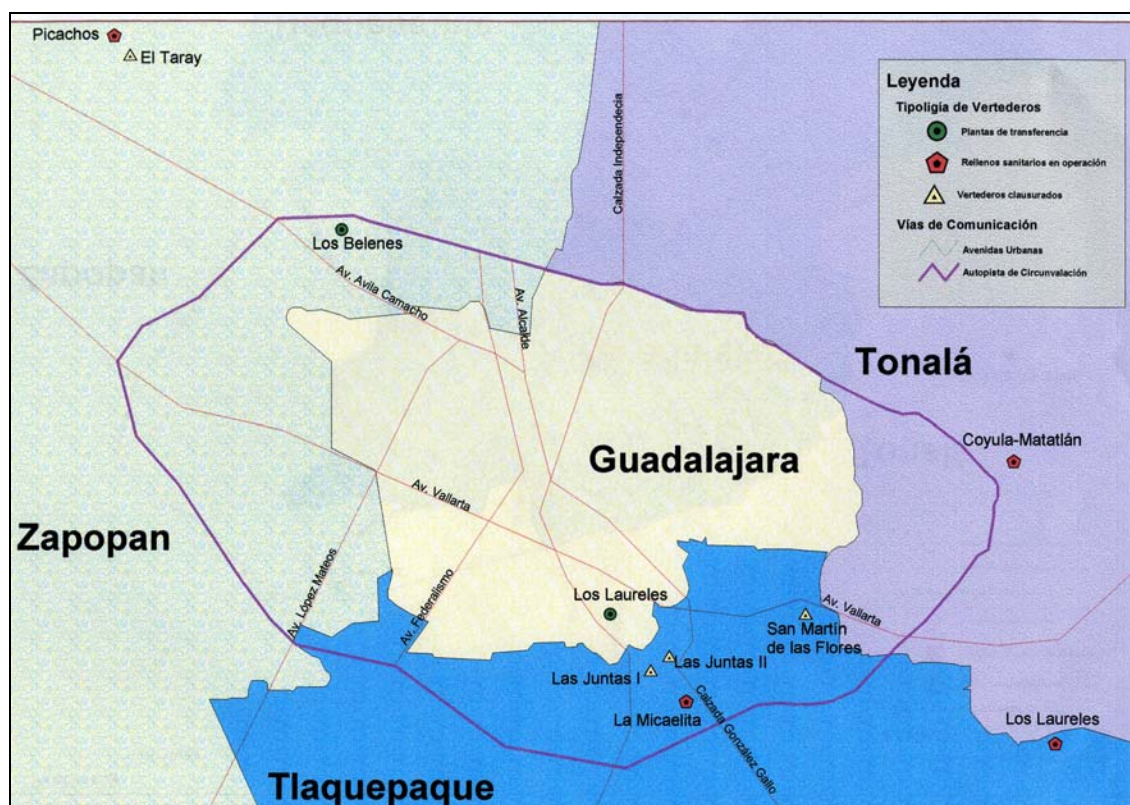 Picachos
El Taray
Leyenda
Tipoligía de Vertederos
Plantas de transferencia
Rellenos sanitarios en operación
Vertederos clausurados
Vías de Comunicación
Avenidas Urbanas
Autopista de Circunvalación
Calzada Independecia
Los Belenes
Av. Avila Camacho
Av. Alcalde
Tonalá
Coyula-Matatlán
Guadalajara
Av. Vallarta
Zapopan
Av. López Mateos
Av. Federalismo
Los Laureles
Av. Vallarta
San Martín
de las Flores
Las Juntas II
Las Juntas I
La Micaelita
Calzada González Gallo
Los Laureles
Tlaquepaque